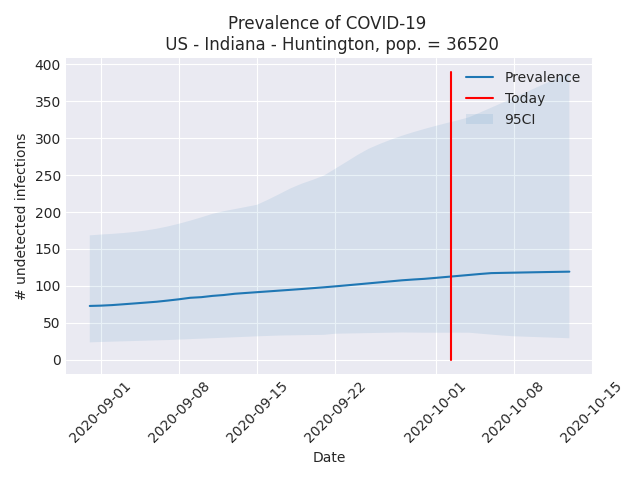 Prevalence of COVID-19
US - Indiana - Huntington, pop. = 36520
400
350
300
250
200
150
100
50
0
# undetected infections
Prevalence
Today
95CI
2020-09-01
2020-09-08
2020-09-15
2020-09-22
2020-10-01
2020-10-08
2020-10-15
Date